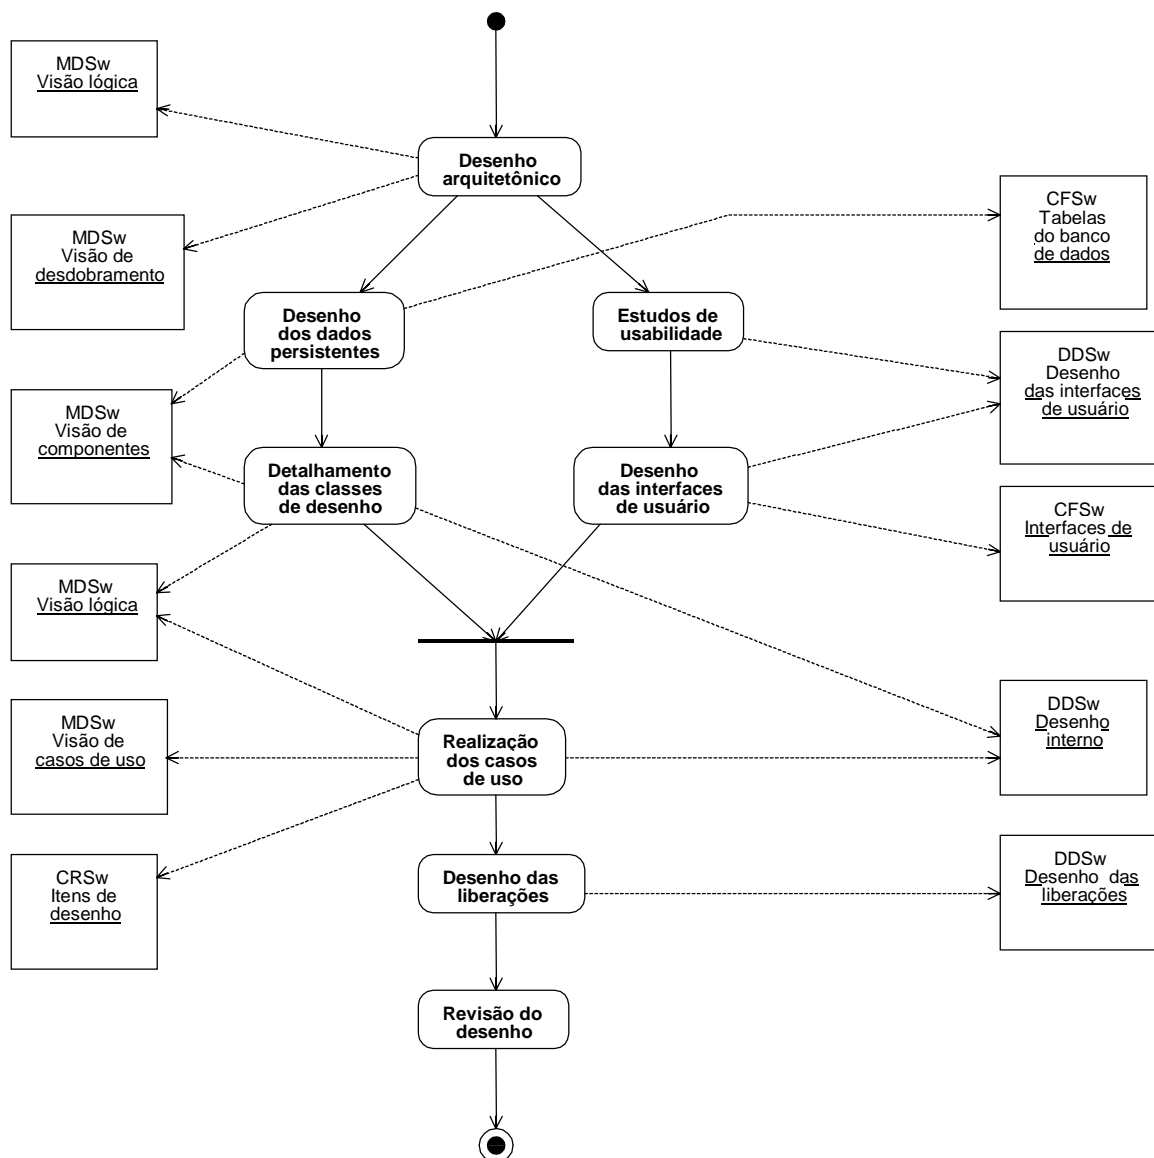 MDSw
Visão lógica
Desenho
arquitetônico
MDSw
Visão de
desdobramento
CFSw
Tabelas
do banco
de dados
Desenho
dos dados
persistentes
Estudos de
usabilidade
DDSw
Desenho
das interfaces
de usuário
MDSw
Visão de
componentes
Detalhamento
das classes
de desenho
Desenho
das interfaces
de usuário
CFSw
Interfaces de
usuário
MDSw
Visão lógica
MDSw
Visão de
casos de uso
Realização
dos casos
de uso
DDSw
Desenho
interno
CRSw
Itens de
desenho
Desenho das
liberações
DDSw
Desenho das
liberações
Revisão do
desenho